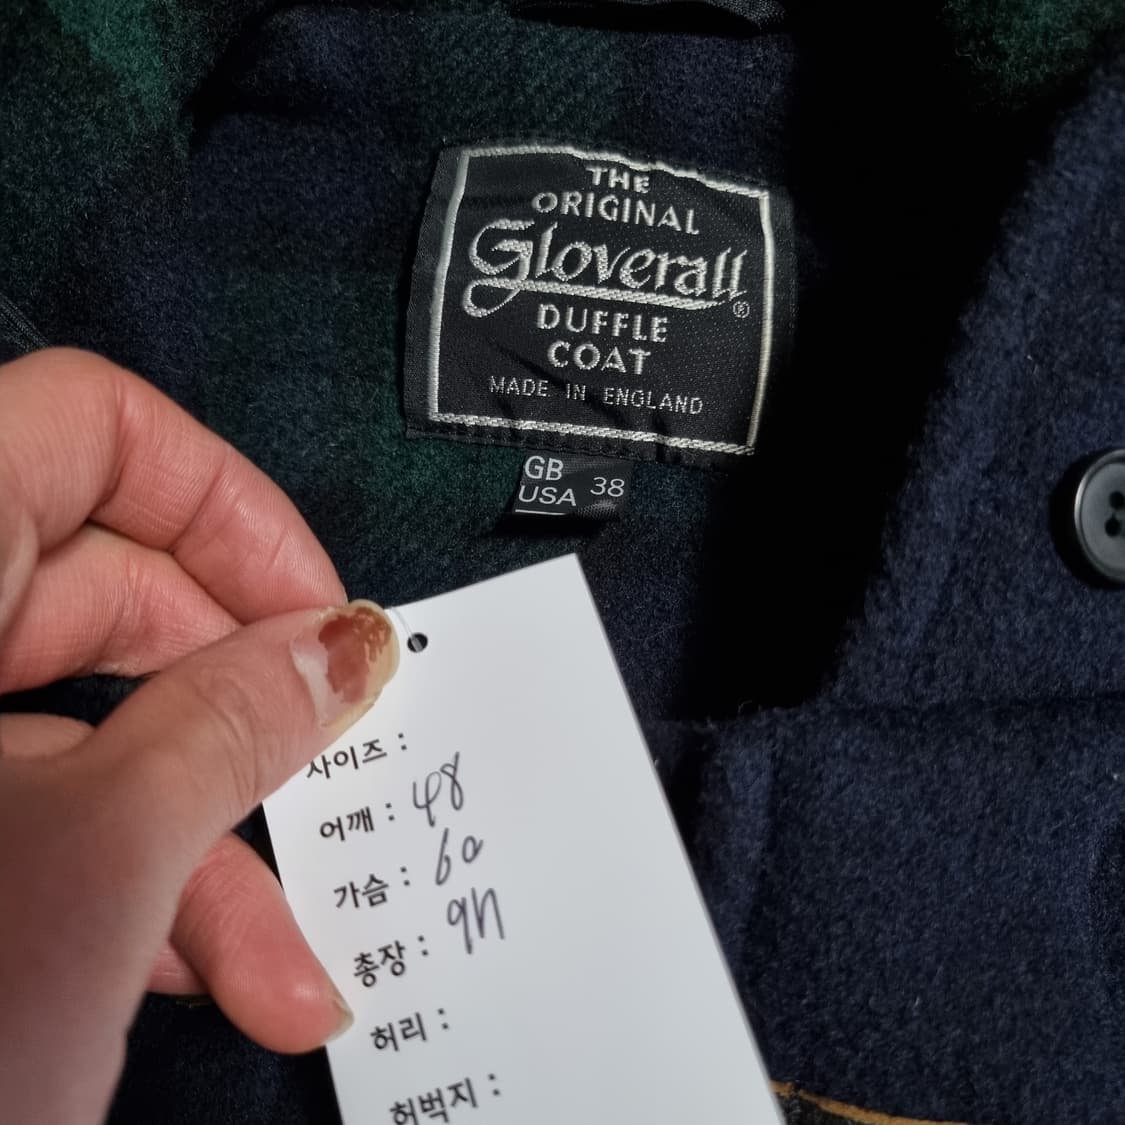 THE
ORIGINAL
Gloverall®
DUFFLE
COAT
MADE IN ENGLAND
GB
USA 38
사이즈 :
어깨 : 48
가슴 : 60
총장 : 97
허리 :
허벅지 :